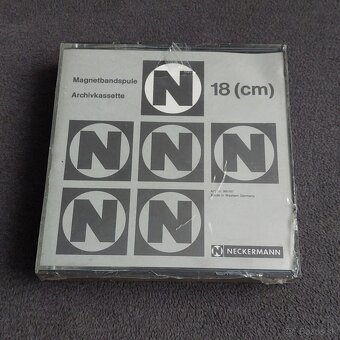 Magnetbandspule
Archivkassette
N
18 (cm)
N N N
Made in Western Germany
N N
N NECKERMANN